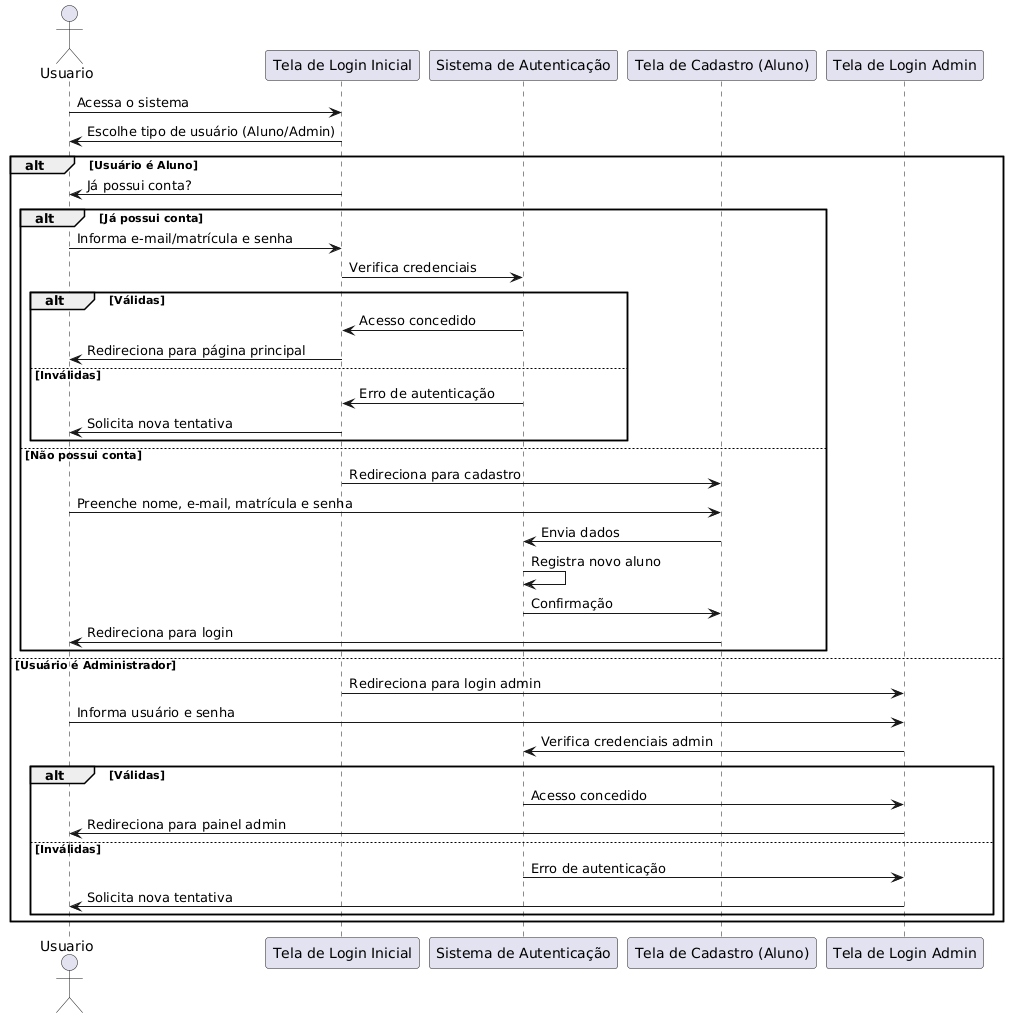 Usuario
Tela de Login Inicial
Sistema de Autenticação
Tela de Cadastro (Aluno)
Tela de Login Admin
Acessa o sistema
Escolhe tipo de usuário (Aluno/Admin)
alt [Usuário é Aluno]
Já possui conta?
alt [Já possui conta]
Informa e-mail/matrícula e senha
Verifica credenciais
alt [Válidas]
Acesso concedido
Redireciona para página principal
[Inválidas]
Erro de autenticação
Solicita nova tentativa
[Não possui conta]
Redireciona para cadastro
Preenche nome, e-mail, matrícula e senha
Envia dados
Registra novo aluno
Confirmação
Redireciona para login
[Usuário é Administrador]
Redireciona para login admin
Informa usuário e senha
Verifica credenciais admin
alt [Válidas]
Acesso concedido
Redireciona para painel admin
[Inválidas]
Erro de autenticação
Solicita nova tentativa
Usuario
Tela de Login Inicial
Sistema de Autenticação
Tela de Cadastro (Aluno)
Tela de Login Admin